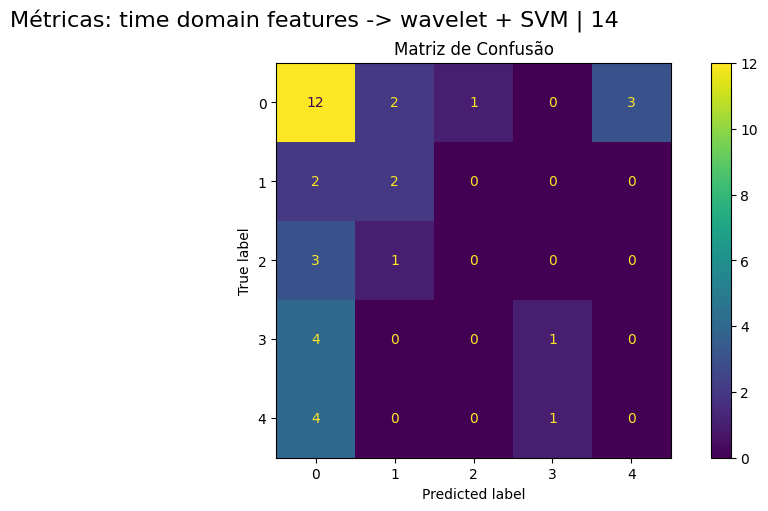 Métricas: time domain features -> wavelet + SVM | 14
Matriz de Confusão
0 12 2 1 0 3
1 2 2 0 0 0
2 3 1 0 0 0
3 4 0 0 1 0
4 4 0 0 1 0
0 1 2 3 4
True label
Predicted label
12
10
8
6
4
2
0